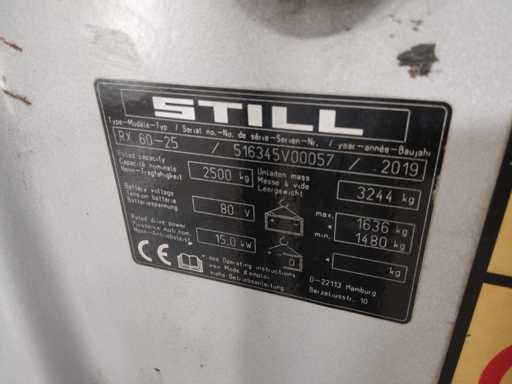 STILL
Type-Modèle-Typ / Serial no.-No. de série-Serien-Nr. / year-année-Baujahr
RX 60-25 / 516345V00057 / 2019
Rated capacity
Capacité nominale
Nenn-Tragfähigkeit
2500 kg
Unladen mass
Masse à vide
Leergewicht
3244 kg
Battery voltage
Tension batterie
Batteriespannung
80 V
max. 1636 kg
* *
min. 1480 kg
Rated drive power
Puissance mot. nom.
Nenn-Antriebsleist.
15.0 kW
* kg
CE
* see Operating instructions
voir Mode d'emploi
siehe Betriebsanleitung
D-22113 Hamburg
Berzeliusstr. 10